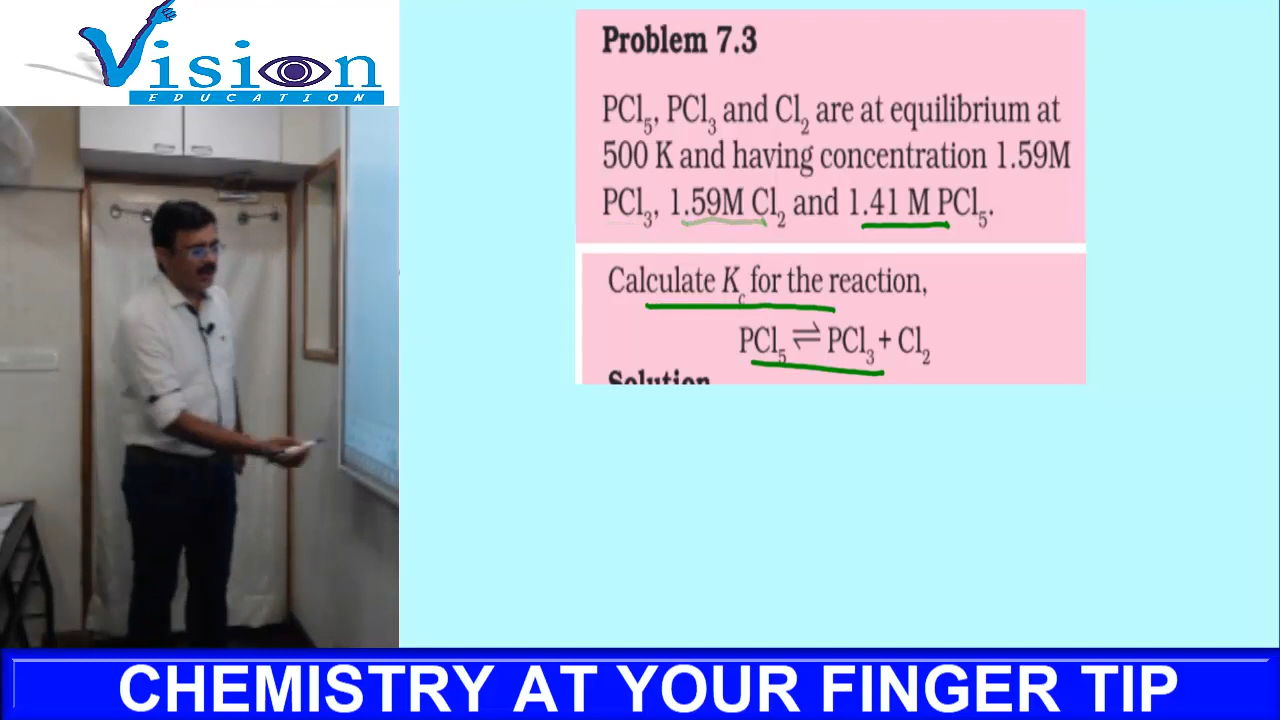 Vision
EDUCATION
Problem 7.3
PCl₅, PCl₃ and Cl₂ are at equilibrium at
500 K and having concentration 1.59M
PCl₃, 1.59M Cl₂ and 1.41 M PCl₅.
Calculate K꜀ for the reaction,
PCl₅ ⇌ PCl₃ + Cl₂
Solution
CHEMISTRY AT YOUR FINGER TIP